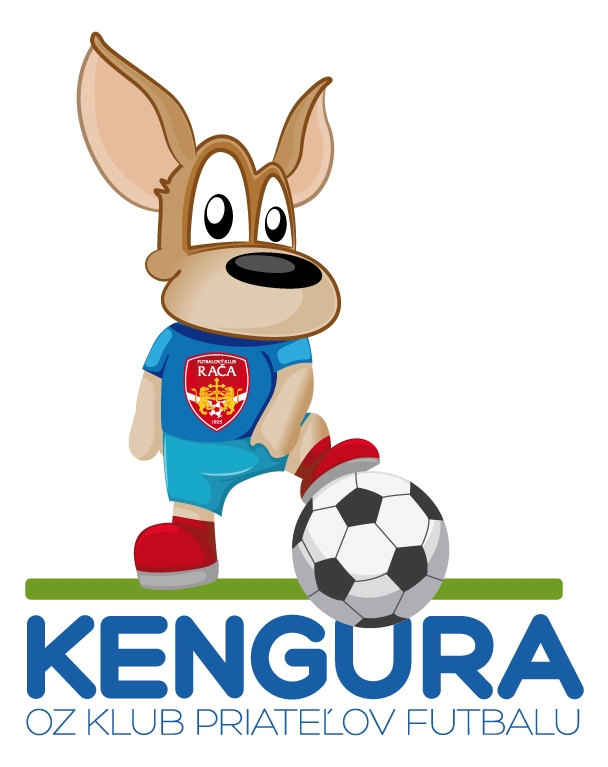 FUTBALOVÝ KLUB
RAČA
1925
KENGURA
OZ KLUB PRIATEĽOV FUTBALU